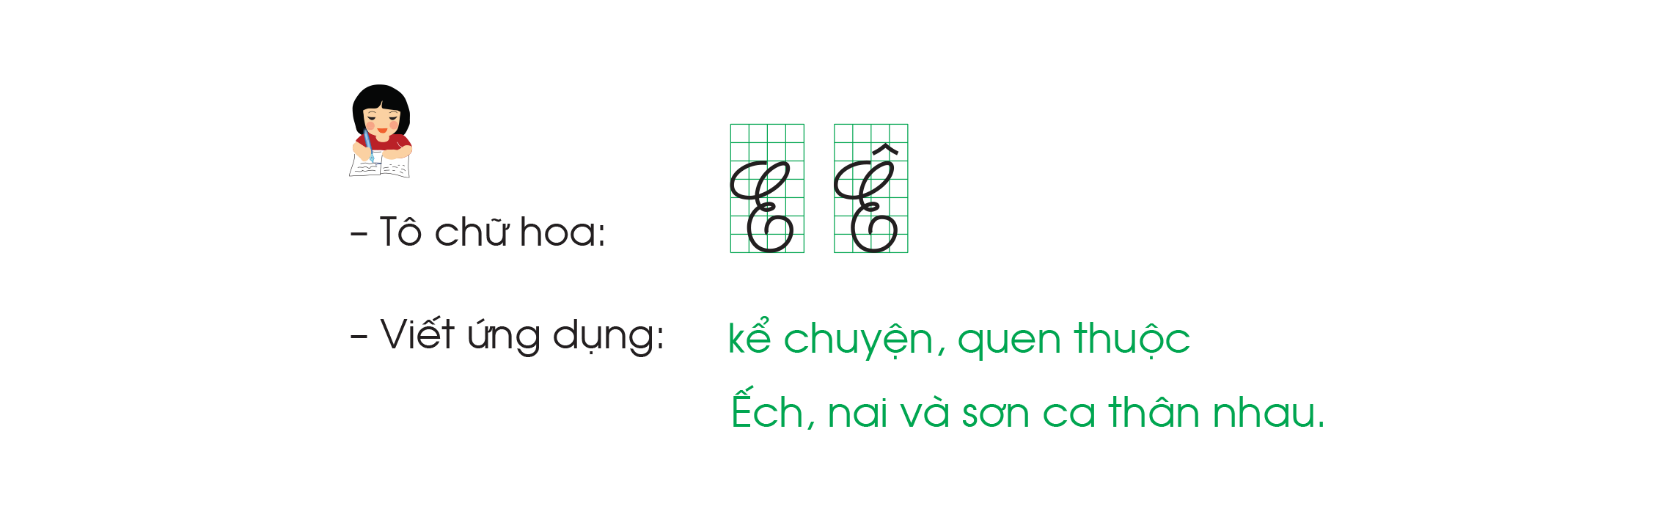 – Tô chữ hoa: E Ê
– Viết ứng dụng: kể chuyện, quen thuộc
Ếch, nai và sơn ca thân nhau.